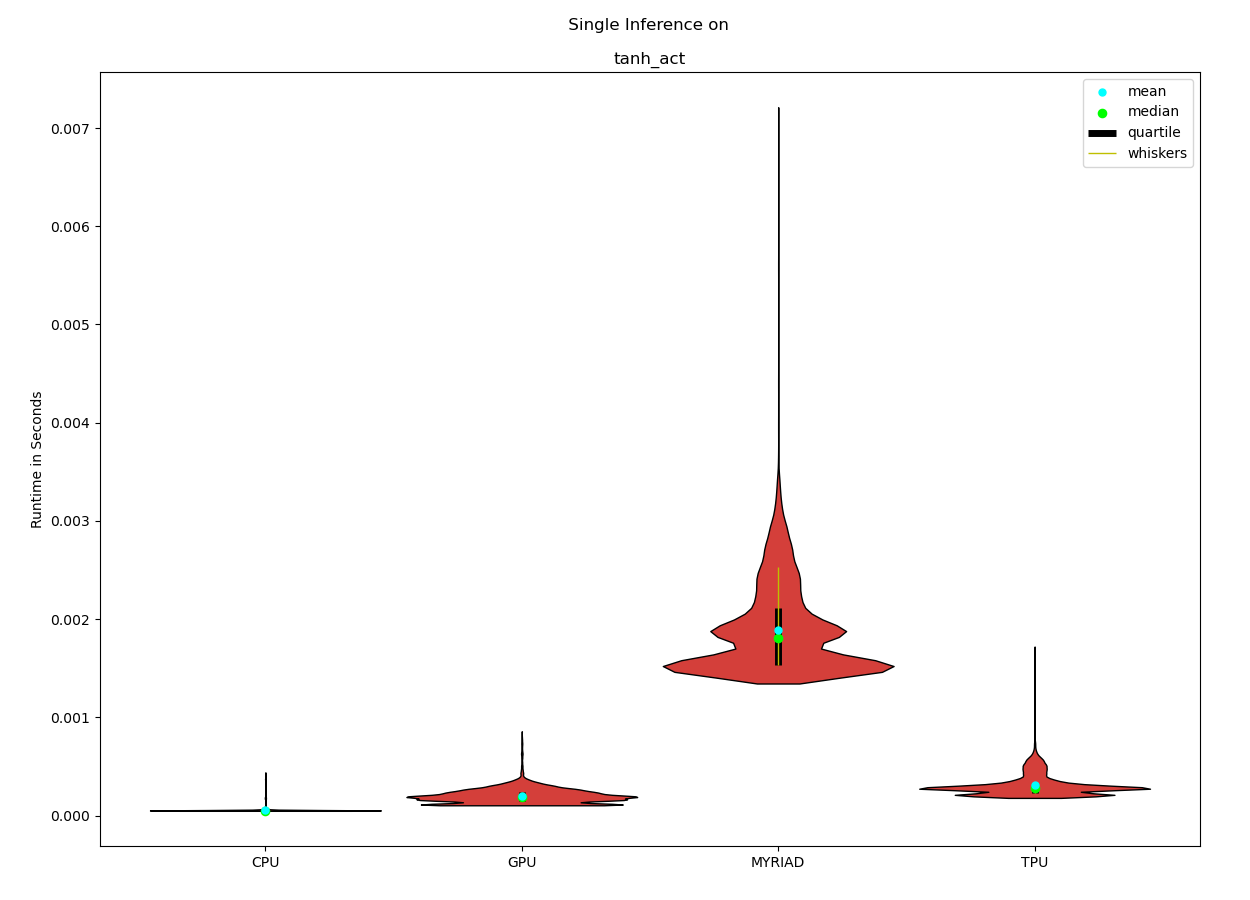 Single Inference on
tanh_act
mean
median
quartile
whiskers
0.007
0.006
0.005
0.004
0.003
0.002
0.001
0.000
Runtime in Seconds
CPU
GPU
MYRIAD
TPU